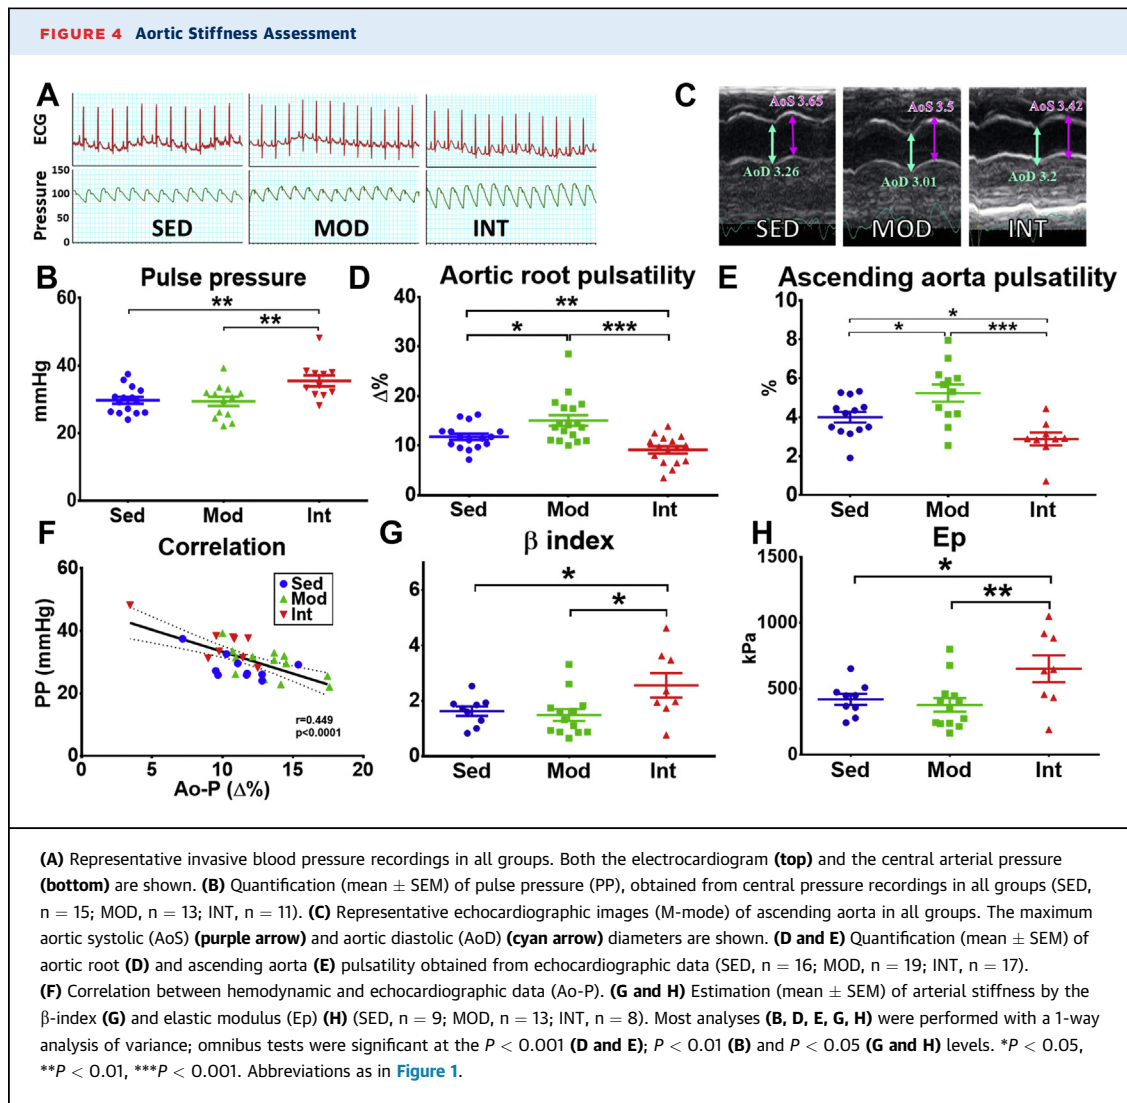 FIGURE 4 Aortic Stiffness Assessment
A
ECG
Pressure
150
100
50
0
SED
MOD
INT
C
AoS 3.65
AoD 3.26
SED
AoS 3.5
AoD 3.01
MOD
AoS 3.42
AoD 3.2
INT
B
Pulse pressure
mmHg
60
40
20
0
**
**
Sed
Mod
Int
D
Aortic root pulsatility
Δ%
40
30
20
10
0
**
*
***
Sed
Mod
Int
E
Ascending aorta pulsatility
%
10
8
6
4
2
0
*
*
***
Sed
Mod
Int
F
Correlation
PP (mmHg)
60
40
20
0
Sed
Mod
Int
r=0.449
p<0.0001
0
5
10
15
20
Ao-P (Δ%)
G
β index
6
4
2
0
*
*
Sed
Mod
Int
H
Ep
kPa
1500
1000
500
0
*
**
Sed
Mod
Int
(A) Representative invasive blood pressure recordings in all groups. Both the electrocardiogram (top) and the central arterial pressure
(bottom) are shown. (B) Quantification (mean ± SEM) of pulse pressure (PP), obtained from central pressure recordings in all groups (SED,
n = 15; MOD, n = 13; INT, n = 11). (C) Representative echocardiographic images (M-mode) of ascending aorta in all groups. The maximum
aortic systolic (AoS) (purple arrow) and aortic diastolic (AoD) (cyan arrow) diameters are shown. (D and E) Quantification (mean ± SEM) of
aortic root (D) and ascending aorta (E) pulsatility obtained from echocardiographic data (SED, n = 16; MOD, n = 19; INT, n = 17).
(F) Correlation between hemodynamic and echocardiographic data (Ao-P). (G and H) Estimation (mean ± SEM) of arterial stiffness by the
β-index (G) and elastic modulus (Ep) (H) (SED, n = 9; MOD, n = 13; INT, n = 8). Most analyses (B, D, E, G, H) were performed with a 1-way
analysis of variance; omnibus tests were significant at the P < 0.001 (D and E); P < 0.01 (B) and P < 0.05 (G and H) levels. *P < 0.05,
**P < 0.01, ***P < 0.001. Abbreviations as in Figure 1.